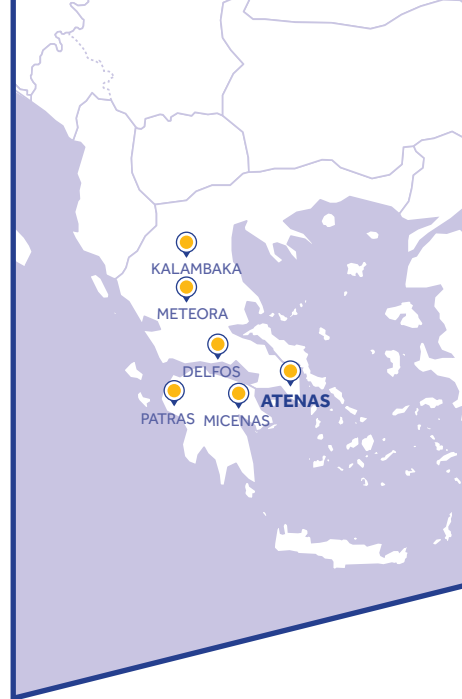 KALAMBAKA
METEORA
DELFOS
ATENAS
PATRAS
MICENAS